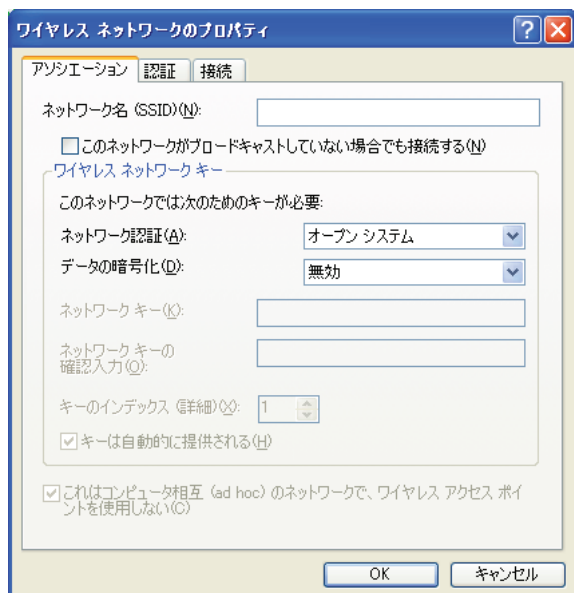 ワイヤレス ネットワークのプロパティ
アソシエーション 認証 接続
ネットワーク名 (SSID)(N):
このネットワークがブロードキャストしていない場合でも接続する(N)
ワイヤレス ネットワーク キー
このネットワークでは次のためのキーが必要:
ネットワーク認証(A): オープン システム
データの暗号化(D): 無効
ネットワーク キー(K):
ネットワーク キーの
確認入力(O):
キーのインデックス (詳細)(X): 1
キーは自動的に提供される(H)
これはコンピュータ相互 (ad hoc) のネットワークで、ワイヤレス アクセス ポイ
ントを使用しない(C)
OK キャンセル